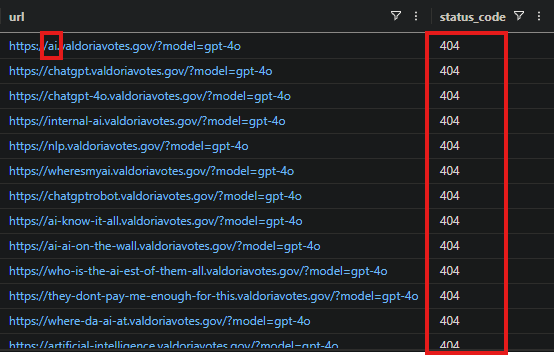 url status_code
https://ai.valdoriavotes.gov/?model=gpt-4o 404
https://chatgpt.valdoriavotes.gov/?model=gpt-4o 404
https://chatgpt-4o.valdoriavotes.gov/?model=gpt-4o 404
https://internal-ai.valdoriavotes.gov/?model=gpt-4o 404
https://nlp.valdoriavotes.gov/?model=gpt-4o 404
https://wheresmyai.valdoriavotes.gov/?model=gpt-4o 404
https://chatgptrobot.valdoriavotes.gov/?model=gpt-4o 404
https://ai-know-it-all.valdoriavotes.gov/?model=gpt-4o 404
https://ai-ai-on-the-wall.valdoriavotes.gov/?model=gpt-4o 404
https://who-is-the-ai-est-of-them-all.valdoriavotes.gov/?model=gpt-4o 404
https://they-dont-pay-me-enough-for-this.valdoriavotes.gov/?model=gpt-4o 404
https://where-da-ai-at.valdoriavotes.gov/?model=gpt-4o 404
https://artificial-intelligence.valdoriavotes.gov/?model=gpt-4o 404